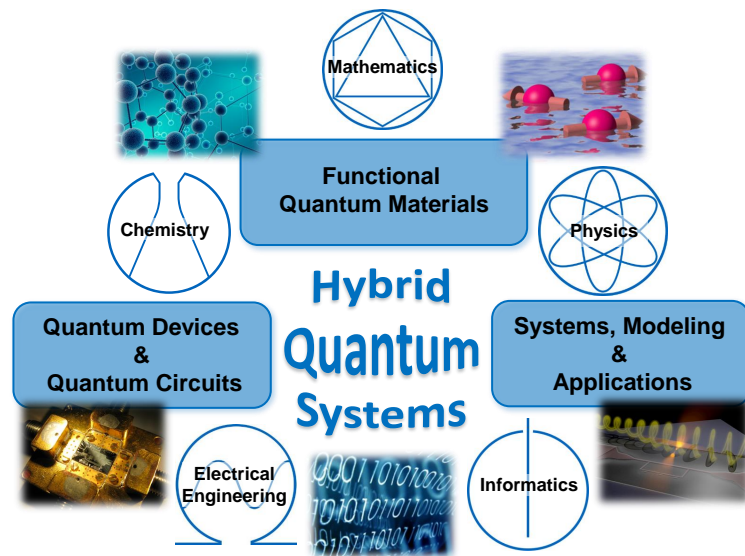 Mathematics
Functional
Quantum Materials
Chemistry
Physics
Hybrid
Quantum
Systems
Quantum Devices
&
Quantum Circuits
Systems, Modeling
&
Applications
Electrical
Engineering
Informatics